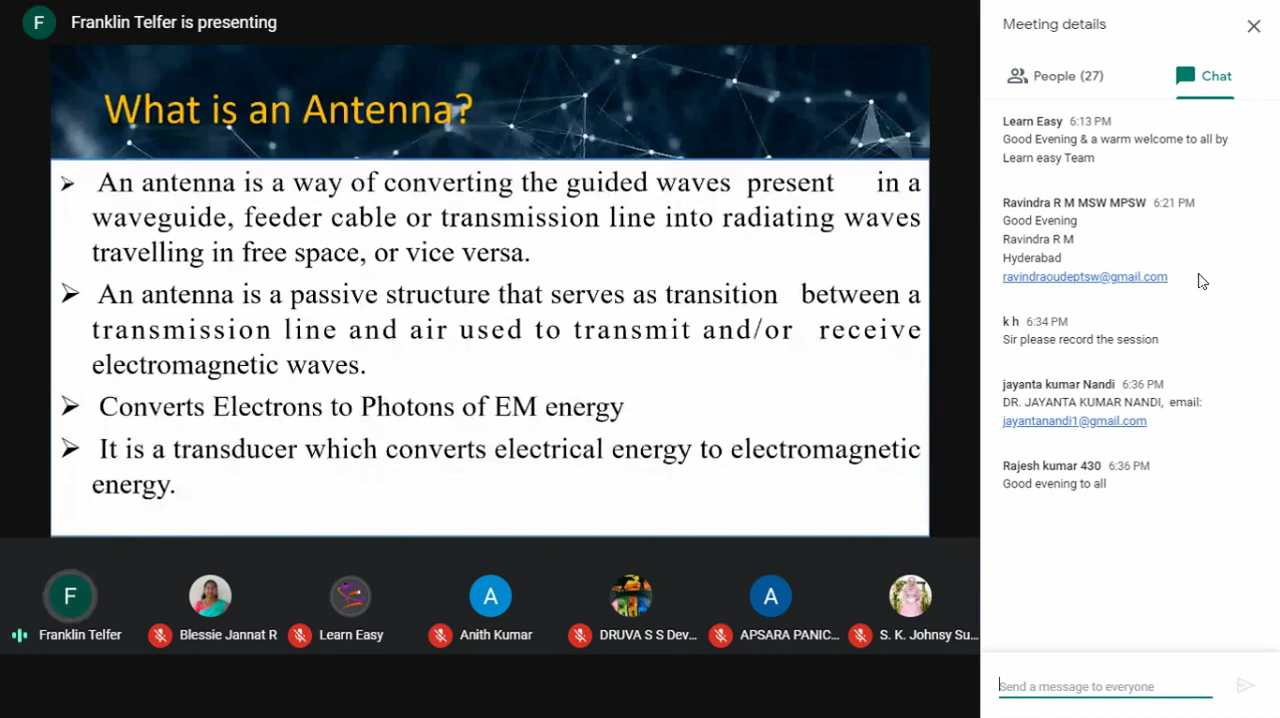 F Franklin Telfer is presenting
What is an Antenna?
➢ An antenna is a way of converting the guided waves present in a
waveguide, feeder cable or transmission line into radiating waves
travelling in free space, or vice versa.
➢ An antenna is a passive structure that serves as transition between a
transmission line and air used to transmit and/or receive
electromagnetic waves.
➢ Converts Electrons to Photons of EM energy
➢ It is a transducer which converts electrical energy to electromagnetic
energy.
F
A
A
Franklin Telfer
Blessie Jannat R
Learn Easy
Anith Kumar
DRUVA S S Dev...
APSARA PANIC...
S. K. Johnsy Su...
Meeting details
People (27)
Chat
Learn Easy 6:13 PM
Good Evening & a warm welcome to all by
Learn easy Team
Ravindra R M MSW MPSW 6:21 PM
Good Evening
Ravindra R M
Hyderabad
ravindraoudeptsw@gmail.com
k h 6:34 PM
Sir please record the session
jayanta kumar Nandi 6:36 PM
DR. JAYANTA KUMAR NANDI, email:
jayantanandi1@gmail.com
Rajesh kumar 430 6:36 PM
Good evening to all
Send a message to everyone